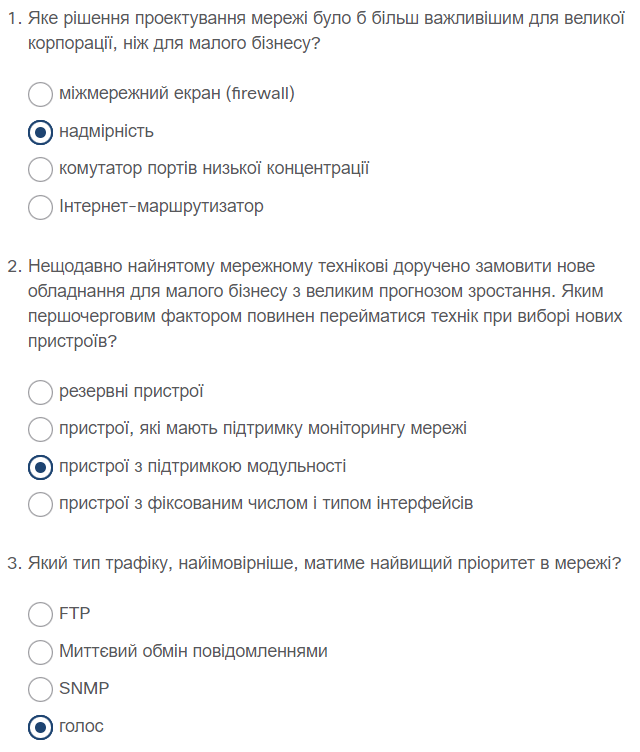 1. Яке рішення проектування мережі було б більш важливішим для великої
корпорації, ніж для малого бізнесу?
міжмережний екран (firewall)
надмірність
комутатор портів низької концентрації
Інтернет-маршрутизатор
2. Нещодавно найнятому мережному технікові доручено замовити нове
обладнання для малого бізнесу з великим прогнозом зростання. Яким
першочерговим фактором повинен перейматися технік при виборі нових
пристроїв?
резервні пристрої
пристрої, які мають підтримку моніторингу мережі
пристрої з підтримкою модульності
пристрої з фіксованим числом і типом інтерфейсів
3. Який тип трафіку, найімовірніше, матиме найвищий пріоритет в мережі?
FTP
Миттєвий обмін повідомленнями
SNMP
голос